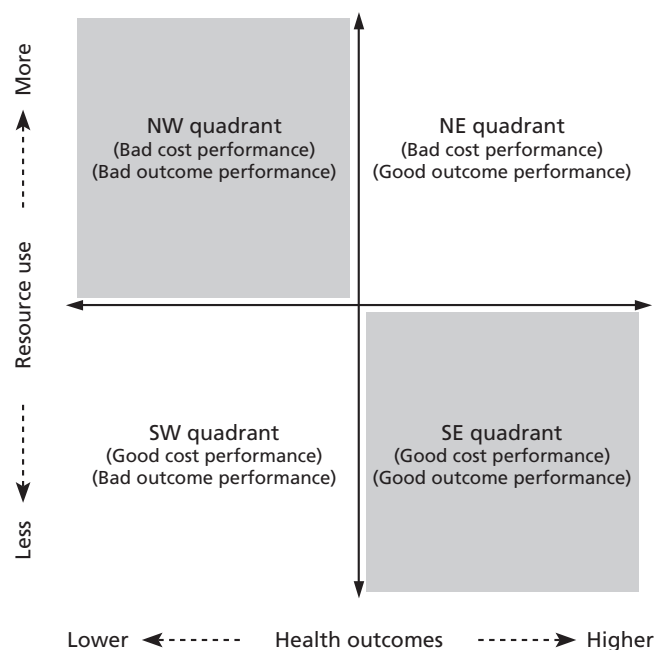 More
Resource use
Less
NW quadrant
(Bad cost performance)
(Bad outcome performance)
NE quadrant
(Bad cost performance)
(Good outcome performance)
SW quadrant
(Good cost performance)
(Bad outcome performance)
SE quadrant
(Good cost performance)
(Good outcome performance)
Lower Health outcomes Higher